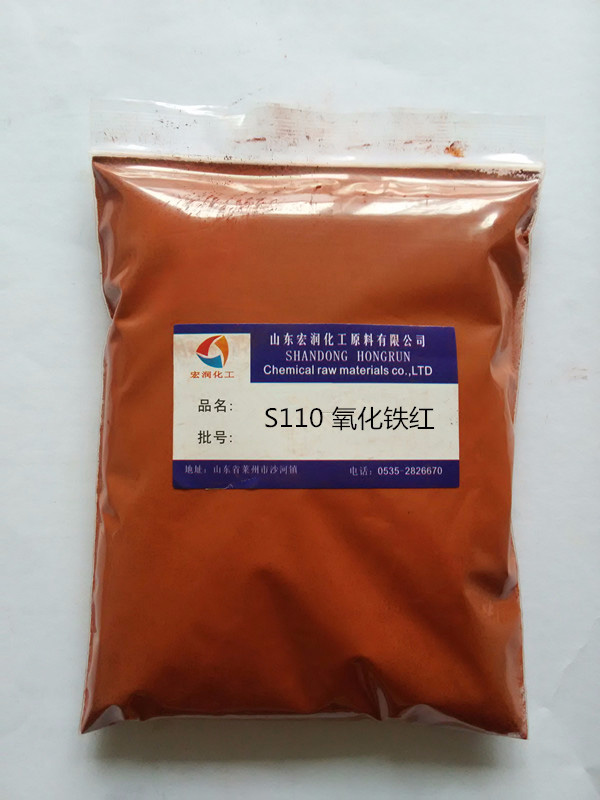 山东宏润化工原料有限公司
SHANDONG HONGRUN
Chemical raw materials co.,LTD
宏润化工
品名:
S110 氧化铁红
批号:
地址: 山东省莱州市沙河镇
电话: 0535-2826670